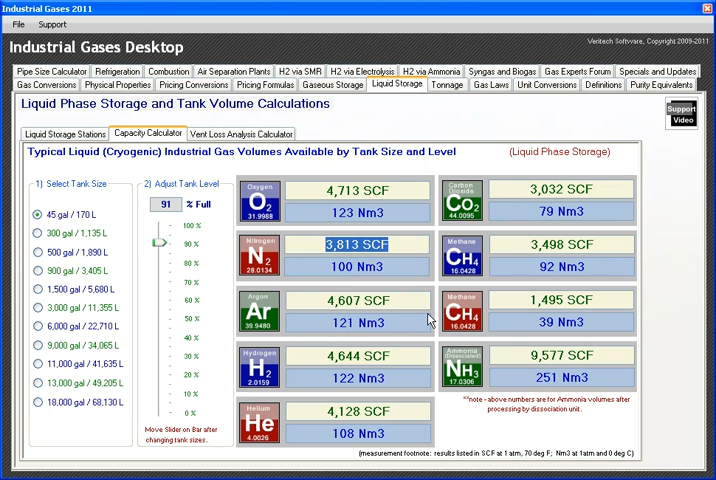 Industrial Gases 2011
File Support
Industrial Gases Desktop
Veritech Software, Copyright 2009-2011
Pipe Size Calculator Refrigeration Combustion Air Separation Plants H2 via SMR H2 via Electrolysis H2 via Ammonia Syngas and Biogas Gas Experts Forum Specials and Updates
Gas Conversions Physical Properties Pricing Conversions Pricing Formulas Gaseous Storage Liquid Storage Tonnage Gas Laws Unit Conversions Definitions Purity Equivalents
Liquid Phase Storage and Tank Volume Calculations
Support
Video
Liquid Storage Stations Capacity Calculator Vent Loss Analysis Calculator
Typical Liquid (Cryogenic) Industrial Gas Volumes Available by Tank Size and Level (Liquid Phase Storage)
1) Select Tank Size
45 gal / 170 L
300 gal / 1,135 L
500 gal / 1,890 L
900 gal / 3,405 L
1,500 gal / 5,680 L
3,000 gal / 11,355 L
6,000 gal / 22,710 L
9,000 gal / 34,065 L
11,000 gal / 41,635 L
13,000 gal / 49,205 L
18,000 gal / 68,130 L
2) Adjust Tank Level
91 % Full
100 %
90 %
80 %
70 %
60 %
50 %
40 %
30 %
20 %
10 %
0 %
Move Slider on Bar after
changing tank sizes.
Oxygen
O2
31.9988
4,713 SCF
123 Nm3
Nitrogen
N2
28.0134
3,813 SCF
100 Nm3
Argon
Ar
39.9480
4,607 SCF
121 Nm3
Hydrogen
H2
2.0159
4,644 SCF
122 Nm3
Helium
He
4.0026
4,128 SCF
108 Nm3
Carbon
Dioxide
CO2
44.0095
3,032 SCF
79 Nm3
Methane
CH4
16.0428
3,498 SCF
92 Nm3
Methane
CH4
16.0428
1,495 SCF
39 Nm3
Ammonia
(Dissociated)
NH3
17.0306
9,577 SCF
251 Nm3
**note - above numbers are for Ammonia volumes after
processing by dissociation unit.
(measurement footnote: results listed in SCF at 1 atm, 70 deg F; Nm3 at 1atm and 0 deg C)